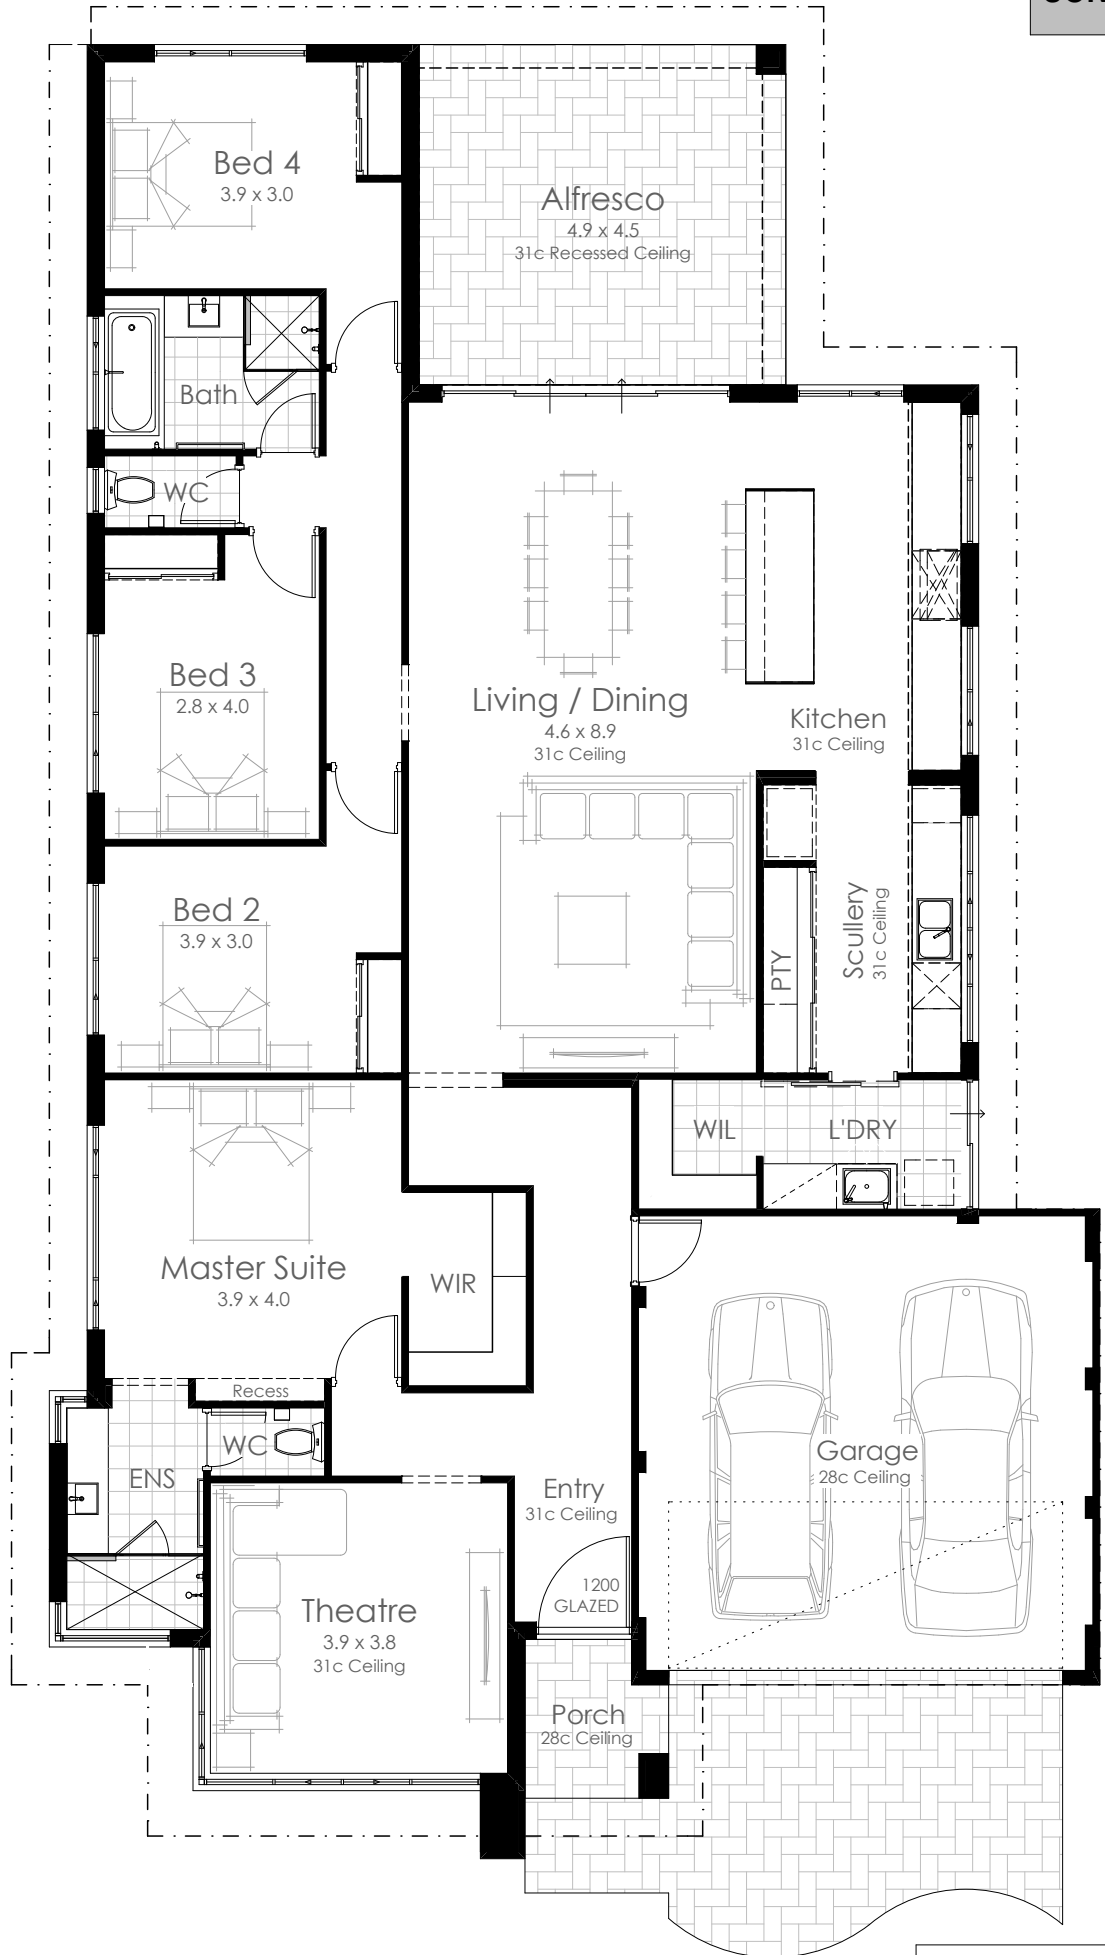 Bed 4
3.9 x 3.0
Alfresco
4.9 x 4.5
31c Recessed Ceiling
Bath
WC
Bed 3
2.8 x 4.0
Living / Dining
4.6 x 8.9
31c Ceiling
Kitchen
31c Ceiling
Bed 2
3.9 x 3.0
PTY
Scullery
31c Ceiling
WIL
L'DRY
Master Suite
3.9 x 4.0
WIR
Recess
WC
ENS
Entry
31c Ceiling
Garage
28c Ceiling
1200
GLAZED
Theatre
3.9 x 3.8
31c Ceiling
Porch
28c Ceiling